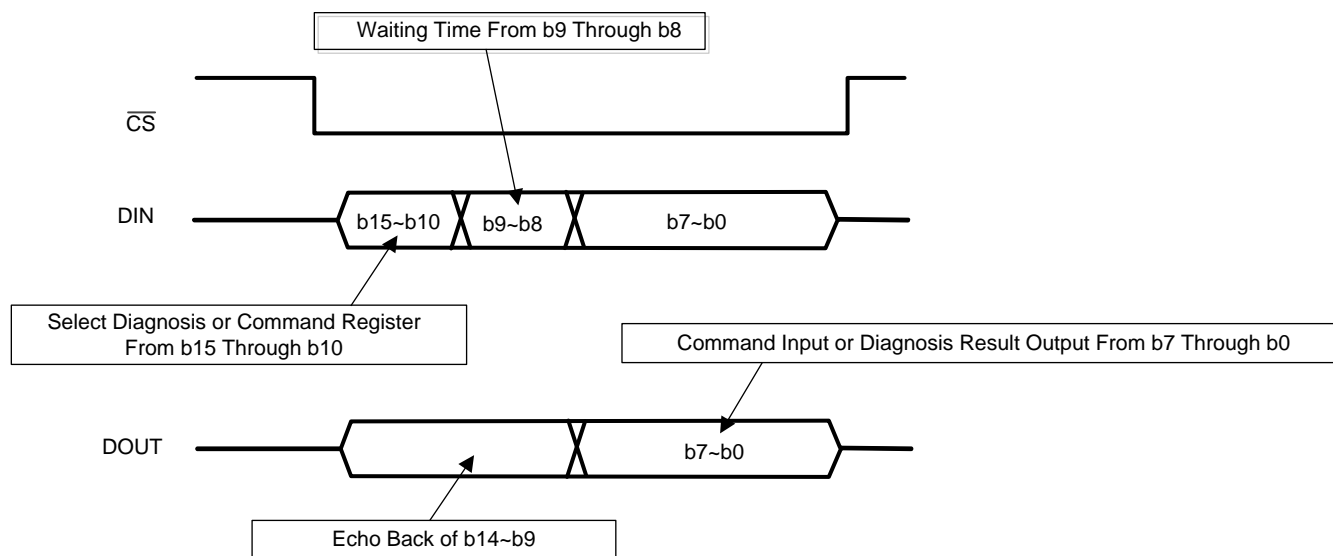 Waiting Time From b9 Through b8
CS
DIN
b15~b10
b9~b8
b7~b0
Select Diagnosis or Command Register
From b15 Through b10
Command Input or Diagnosis Result Output From b7 Through b0
DOUT
b7~b0
Echo Back of b14~b9